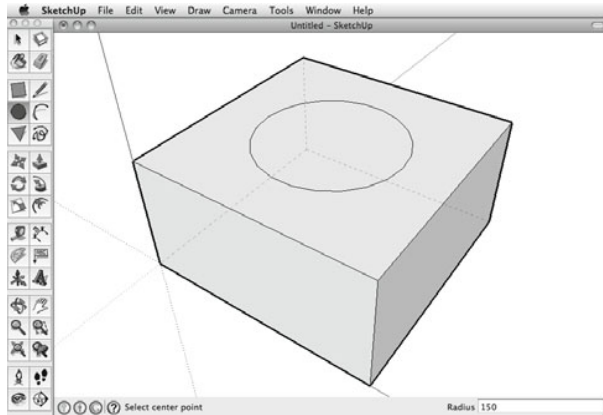 SketchUp File Edit View Draw Camera Tools Window Help
Untitled - SketchUp
Select center point Radius 150